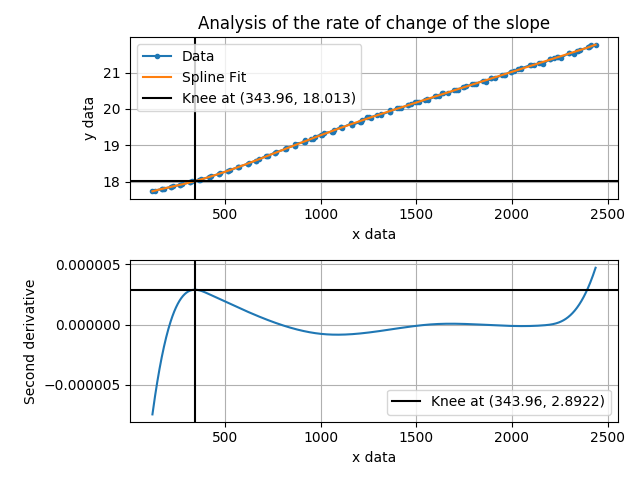 Analysis of the rate of change of the slope
Data
Spline Fit
Knee at (343.96, 18.013)
y data
21
20
19
18
500 1000 1500 2000 2500
x data
Second derivative
0.000005
0.000000
−0.000005
Knee at (343.96, 2.8922)
500 1000 1500 2000 2500
x data